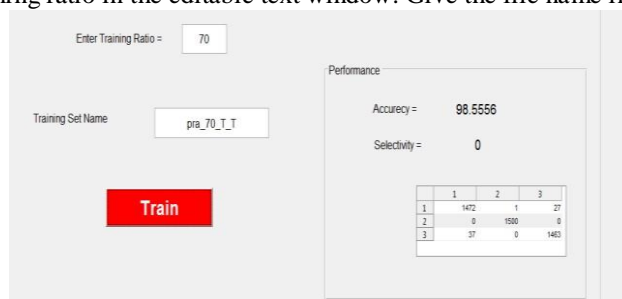 ring ratio in the editable text window. Give the file name
Enter Training Ratio = 70
Performance
Accurecy = 98.5556
Training Set Name pra_70_T_T
Selectivity = 0
Train
1 2 3
1 1472 1 27
2 0 1500 0
3 37 0 1463